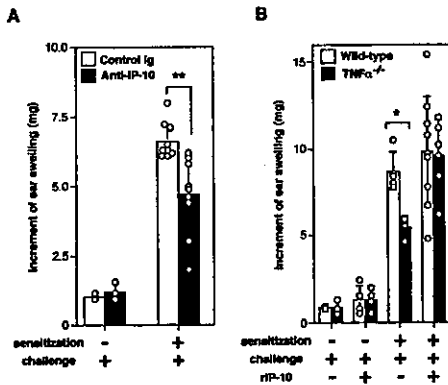 A
Increment of ear swelling (mg)
10.0
7.5
5.0
2.5
0
Control Ig
Anti-IP-10
**
sensitization - +
challenge + +
B
Increment of ear swelling (mg)
15
10
5
0
Wild-type
TNFα-/-
*
sensitization - - + +
challenge + + + +
rIP-10 - + - +